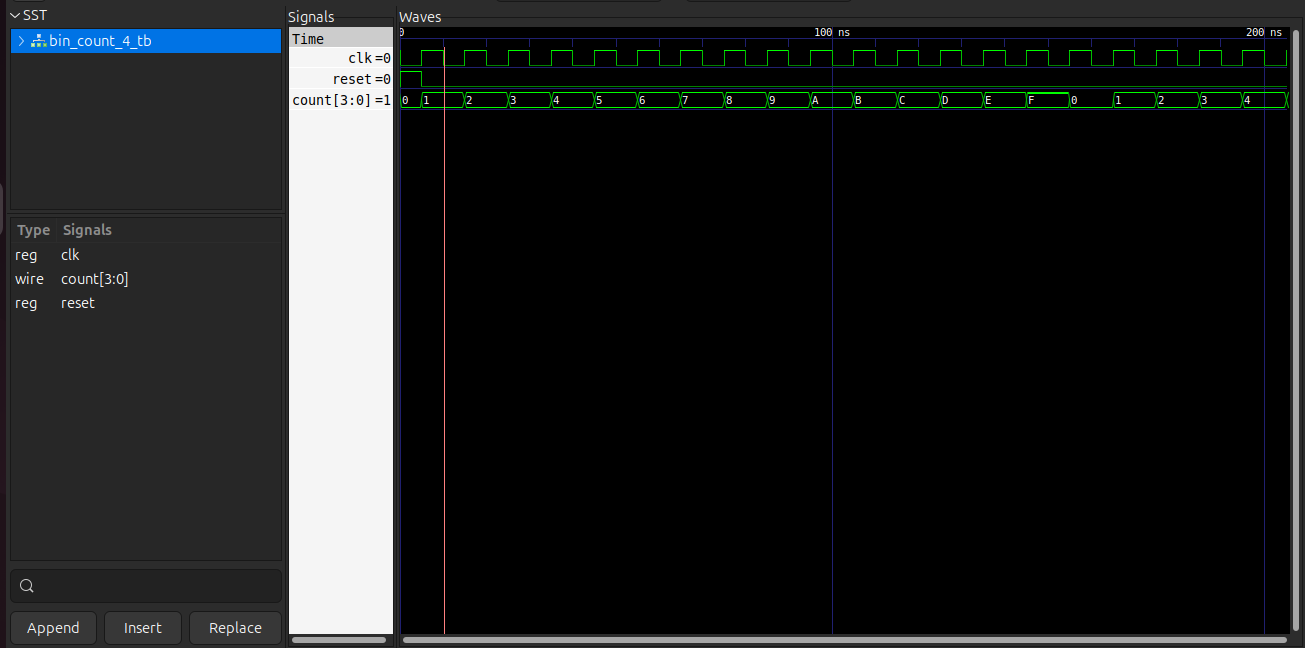 SST
bin_count_4_tb
Type Signals
reg clk
wire count[3:0]
reg reset
Append Insert Replace
Signals
Time
clk =0
reset =0
count[3:0] =1
Waves
0 100 ns 200 ns
0 1 2 3 4 5 6 7 8 9 A B C D E F 0 1 2 3 4